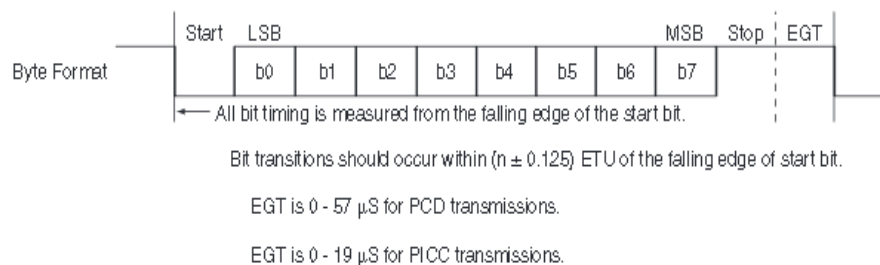 Start LSB MSB Stop EGT
Byte Format b0 b1 b2 b3 b4 b5 b6 b7
All bit timing is measured from the falling edge of the start bit.
Bit transitions should occur within (n ± 0.125) ETU of the falling edge of start bit.
EGT is 0 - 57 µS for PCD transmissions.
EGT is 0 - 19 µS for PICC transmissions.